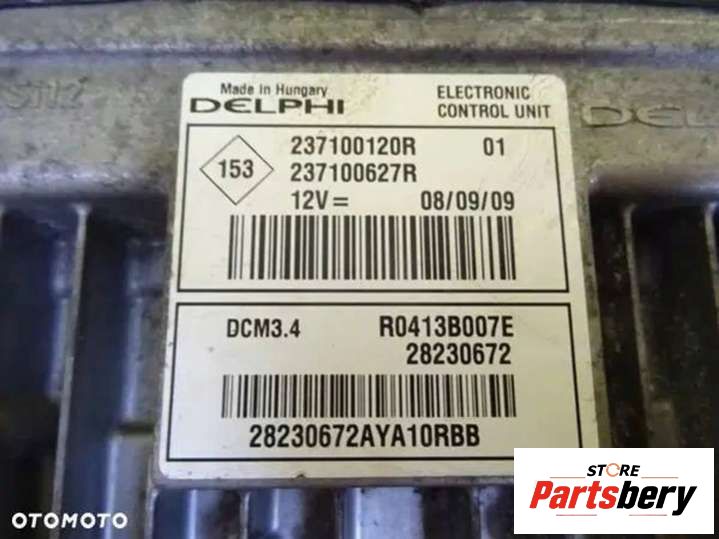 Made in Hungary
DELPHI
ELECTRONIC
CONTROL UNIT
153
237100120R 01
237100627R
12V= 08/09/09
DCM3.4 R0413B007E
28230672
28230672AYA10RBB
DEL
STORE
Partsbery
OTOMOTO